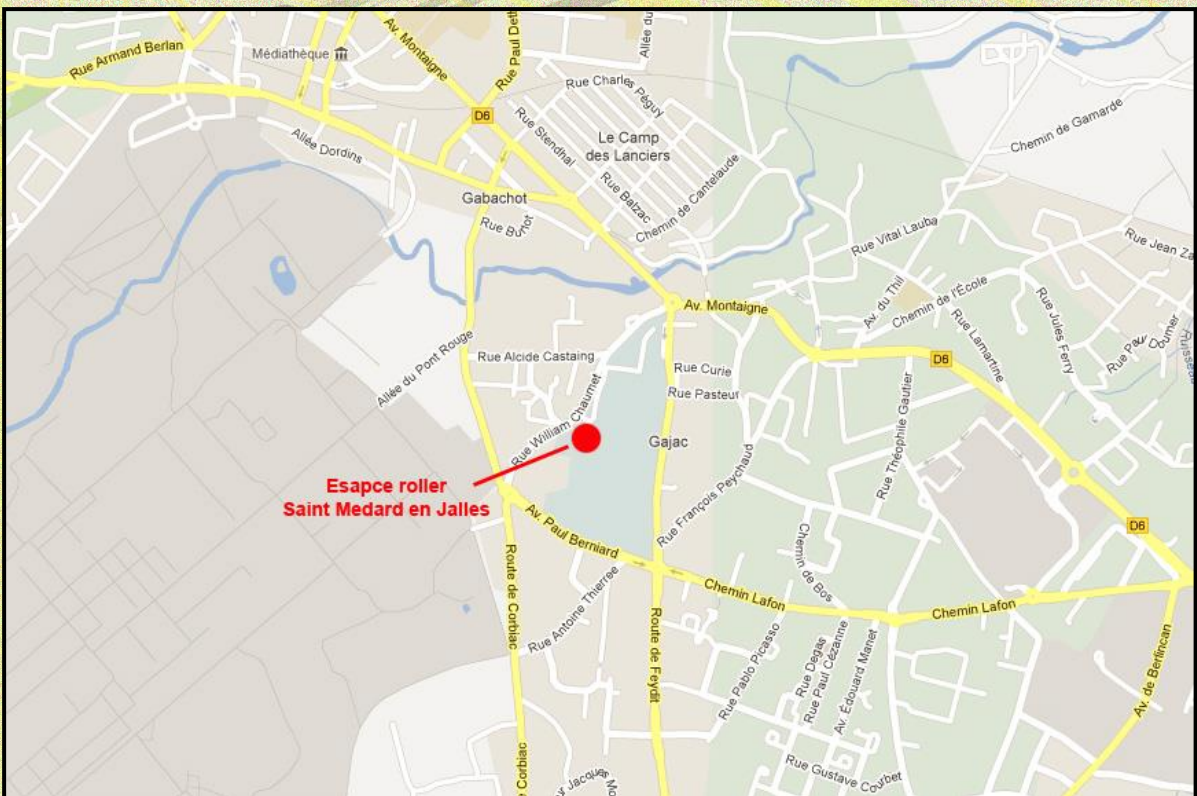 Rue Armand Berlan
Médiathèque
Av. Montaigne
Rue Paul Del
Allée du
Rue Charles Péguy
D6
Rue Stendhal
Le Camp
des Lanciers
Chemin de Gamarde
Allée Dordins
Gabachot
Rue Balzac
Chemin de Cantelaude
Rue Buriot
Rue Vital Lauba
Rue Jean Za
Av. du Thil
Chemin de l'École
Av. Montaigne
Rue Jules Ferry
Rue Lamartine
Rue Paul Doumer
Ruisseau
Allée du Pont Rouge
Rue Alcide Castaing
Rue Curie
D6
Rue Pasteur
Rue William Chaumet
Rue Théophile Gautier
Gajac
Esapce roller
Saint Medard en Jalles
Rue François Peychaud
D6
Av. Paul Berniard
Chemin de Bos
Route de Corbiac
Rue Antoine Thierree
Chemin Lafon
Chemin Lafon
Route de Feydit
Rue Pablo Picasso
Rue Degas
Rue Paul Cézanne
Av. Édouard Manet
Av. de Berlincan
Corbiac
Jacques Mo
Rue Gustave Courbet